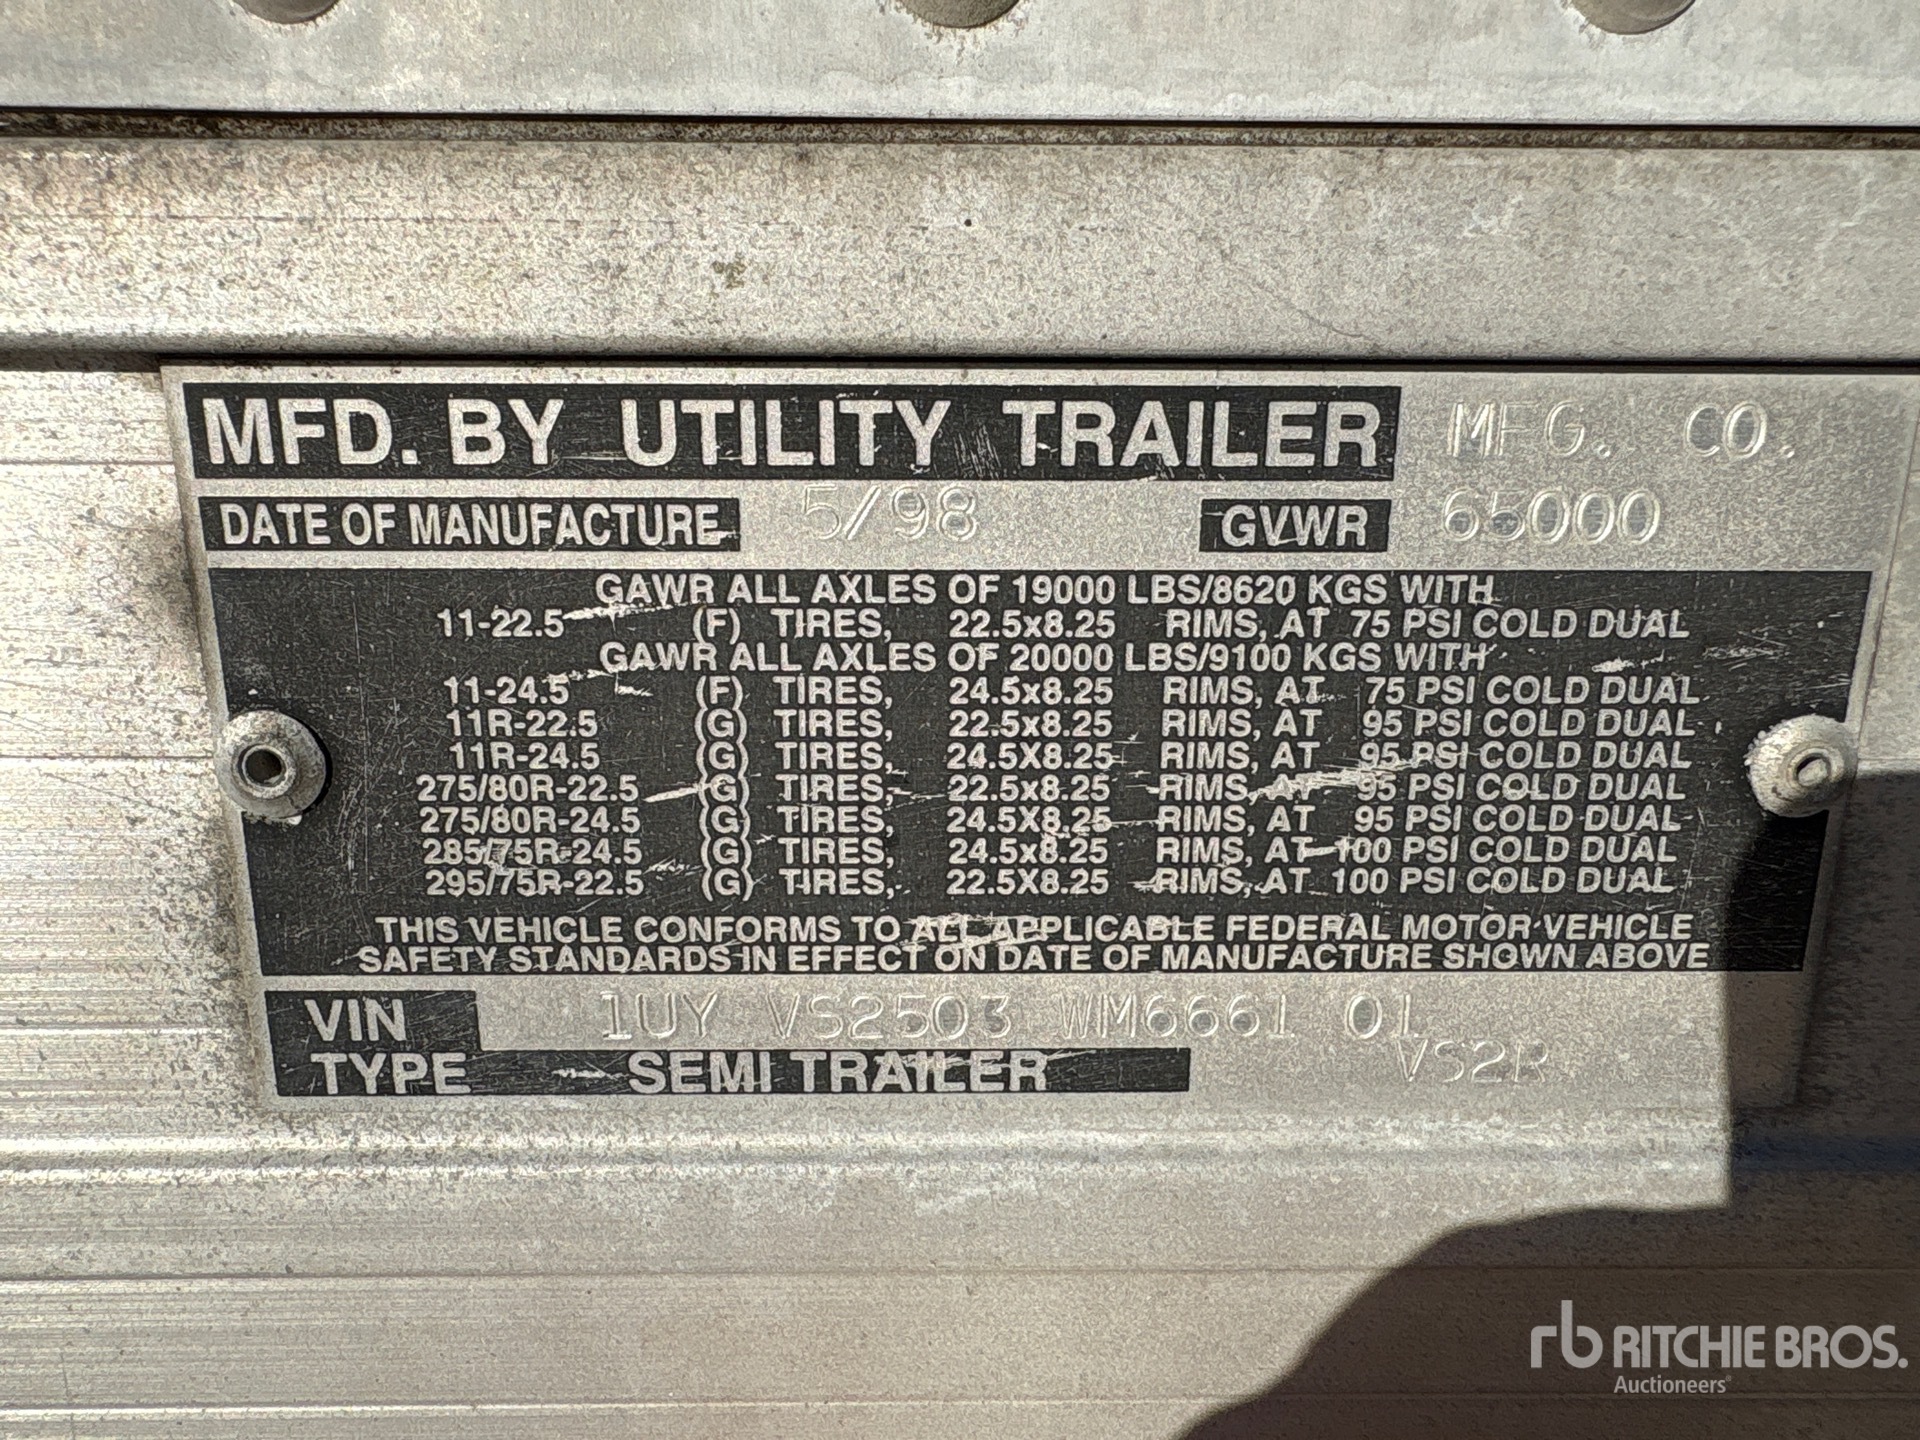 MFD. BY UTILITY TRAILER MFG. CO.
DATE OF MANUFACTURE 5/98 GVWR 65000
GAWR ALL AXLES OF 19000 LBS/8620 KGS WITH
11-22.5 (F) TIRES, 22.5x8.25 RIMS, AT 75 PSI COLD DUAL
GAWR ALL AXLES OF 20000 LBS/9100 KGS WITH
11-24.5 (F) TIRES, 24.5x8.25 RIMS, AT 75 PSI COLD DUAL
11R-22.5 (G) TIRES, 22.5x8.25 RIMS, AT 95 PSI COLD DUAL
11R-24.5 (G) TIRES, 24.5X8.25 RIMS, AT 95 PSI COLD DUAL
275/80R-22.5 (G) TIRES, 22.5x8.25 RIMS, AT 95 PSI COLD DUAL
275/80R-24.5 (G) TIRES, 24.5X8.25 RIMS, AT 95 PSI COLD DUAL
285/75R-24.5 (G) TIRES, 24.5x8.25 RIMS, AT 100 PSI COLD DUAL
295/75R-22.5 (G) TIRES, 22.5X8.25 RIMS, AT 100 PSI COLD DUAL
THIS VEHICLE CONFORMS TO ALL APPLICABLE FEDERAL MOTOR VEHICLE
SAFETY STANDARDS IN EFFECT ON DATE OF MANUFACTURE SHOWN ABOVE
VIN 1UY VS2503 WM6661 01
TYPE SEMI TRAILER VS2R
rb RITCHIE BROS.
Auctioneers